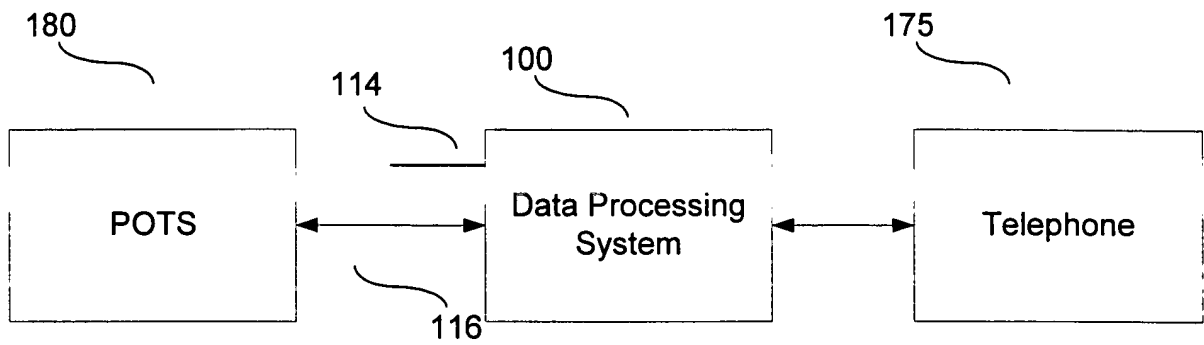 180
175
100
114
POTS
Data Processing
System
Telephone
116